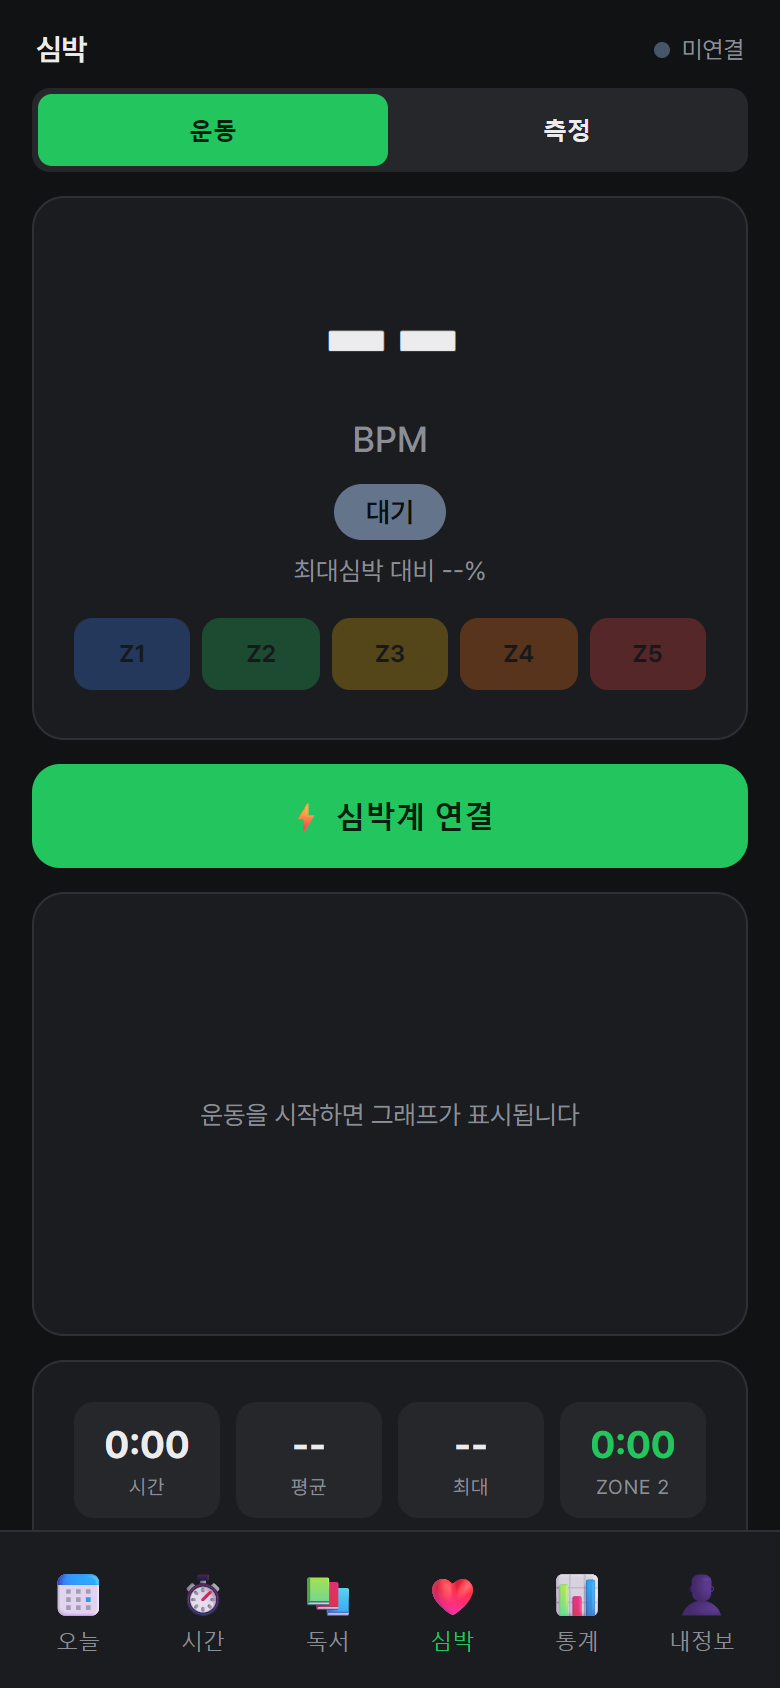 심박
미연결
운동
측정
--
BPM
대기
최대심박 대비 --%
Z1 Z2 Z3 Z4 Z5
심박계 연결
운동을 시작하면 그래프가 표시됩니다
0:00 -- -- 0:00
시간 평균 최대 ZONE 2
오늘 시간 독서 심박 통계 내정보